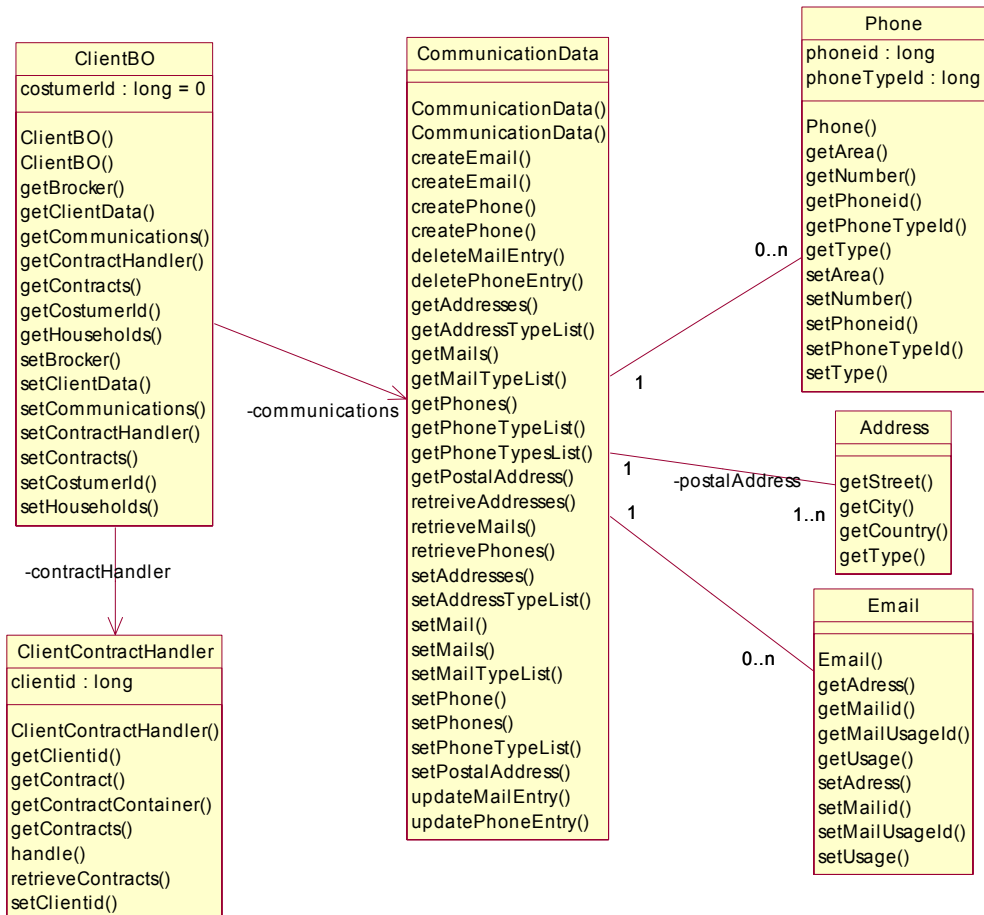 ClientBO
costumerId : long = 0
ClientBO()
ClientBO()
getBrocker()
getClientData()
getCommunications()
getContractHandler()
getContracts()
getCostumerId()
getHouseholds()
setBrocker()
setClientData()
setCommunications()
setContractHandler()
setContracts()
setCostumerId()
setHouseholds()
-contractHandler
ClientContractHandler
clientid : long
ClientContractHandler()
getClientid()
getContract()
getContractContainer()
getContracts()
handle()
retrieveContracts()
setClientid()
-communications
CommunicationData
CommunicationData()
CommunicationData()
createEmail()
createEmail()
createPhone()
createPhone()
deleteMailEntry()
deletePhoneEntry()
getAddresses()
getAddressTypeList()
getMails()
getMailTypeList()
getPhones()
getPhoneTypeList()
getPhoneTypesList()
getPostalAddress()
retreiveAddresses()
retrieveMails()
retrievePhones()
setAddresses()
setAddressTypeList()
setMail()
setMails()
setMailTypeList()
setPhone()
setPhones()
setPhoneTypeList()
setPostalAddress()
updateMailEntry()
updatePhoneEntry()
0..n
1
1
-postalAddress
1..n
1
0..n
Phone
phoneid : long
phoneTypeId : long
Phone()
getArea()
getNumber()
getPhoneid()
getPhoneTypeId()
getType()
setArea()
setNumber()
setPhoneid()
setPhoneTypeId()
setType()
Address
getStreet()
getCity()
getCountry()
getType()
Email
Email()
getAdress()
getMailid()
getMailUsageId()
getUsage()
setAdress()
setMailid()
setMailUsageId()
setUsage()